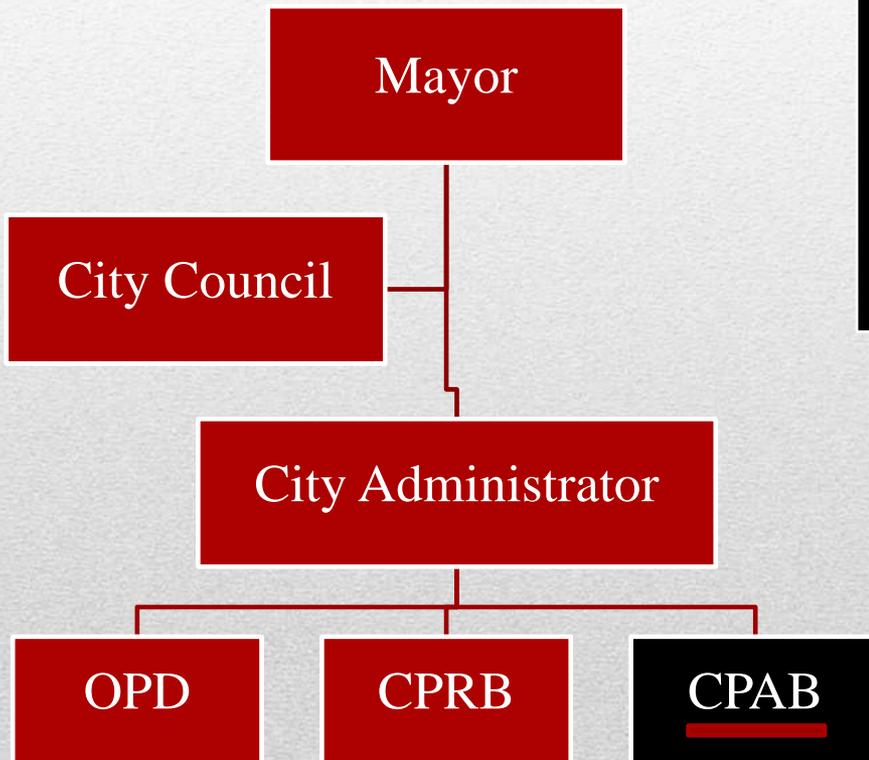 Mayor
City Council
City Administrator
OPD
CPRB
CPAB